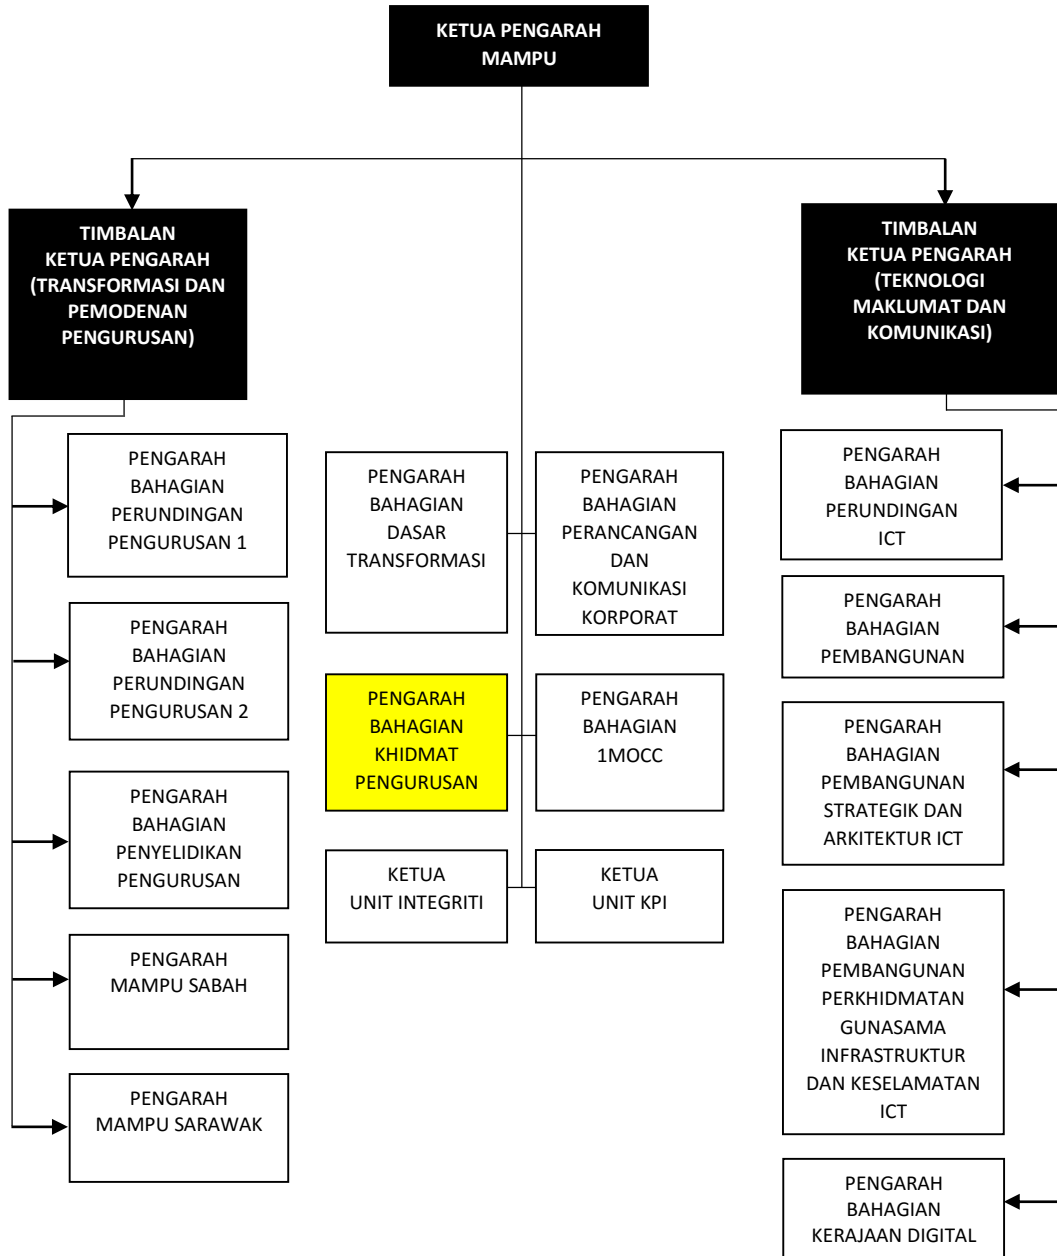 KETUA PENGARAH
MAMPU
TIMBALAN
KETUA PENGARAH
(TRANSFORMASI DAN
PEMODENAN
PENGURUSAN)
TIMBALAN
KETUA PENGARAH
(TEKNOLOGI
MAKLUMAT DAN
KOMUNIKASI)
PENGARAH
BAHAGIAN
PERUNDINGAN
PENGURUSAN 1
PENGARAH
BAHAGIAN
PERUNDINGAN
PENGURUSAN 2
PENGARAH
BAHAGIAN
PENYELIDIKAN
PENGURUSAN
PENGARAH
MAMPU SABAH
PENGARAH
MAMPU SARAWAK
PENGARAH
BAHAGIAN
DASAR
TRANSFORMASI
PENGARAH
BAHAGIAN
PERANCANGAN
DAN
KOMUNIKASI
KORPORAT
PENGARAH
BAHAGIAN
KHIDMAT
PENGURUSAN
PENGARAH
BAHAGIAN
1MOCC
KETUA
UNIT INTEGRITI
KETUA
UNIT KPI
PENGARAH
BAHAGIAN
PERUNDINGAN
ICT
PENGARAH
BAHAGIAN
PEMBANGUNAN
PENGARAH
BAHAGIAN
PEMBANGUNAN
STRATEGIK DAN
ARKITEKTUR ICT
PENGARAH
BAHAGIAN
PEMBANGUNAN
PERKHIDMATAN
GUNASAMA
INFRASTRUKTUR
DAN KESELAMATAN
ICT
PENGARAH
BAHAGIAN
KERAJAAN DIGITAL